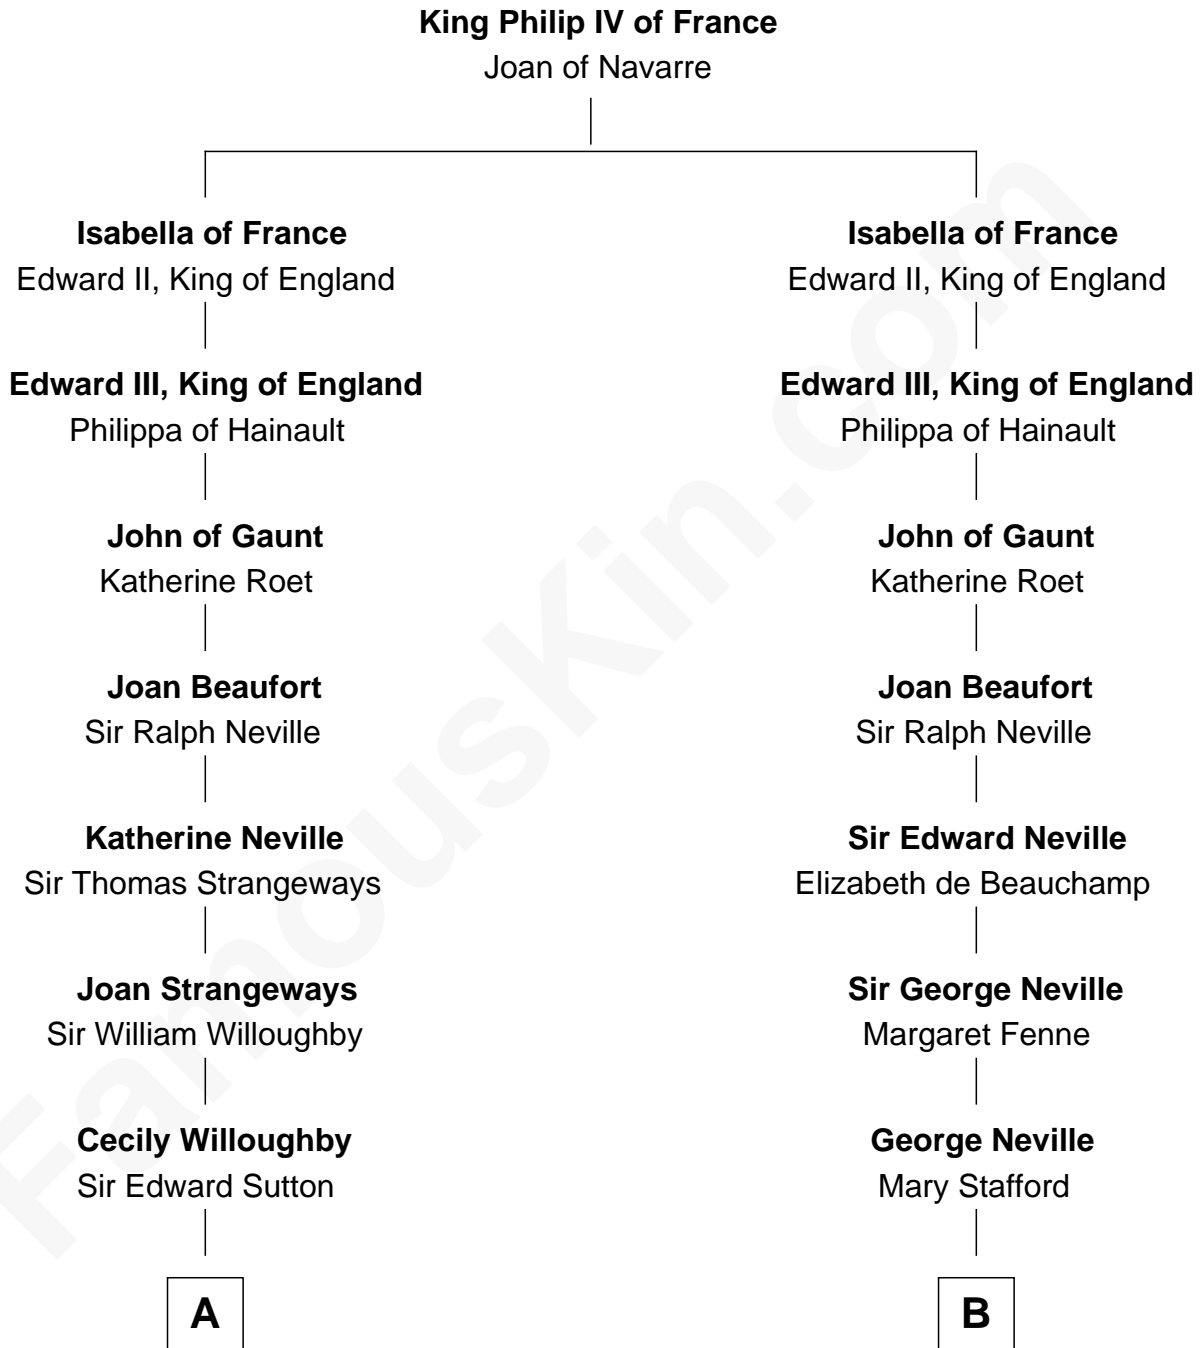 King Philip IV of France
Joan of Navarre
Isabella of France
Edward II, King of England
Edward III, King of England
Philippa of Hainault
John of Gaunt
Katherine Roet
Joan Beaufort
Sir Ralph Neville
Katherine Neville
Sir Thomas Strangeways
Joan Strangeways
Sir William Willoughby
Cecily Willoughby
Sir Edward Sutton
A
Isabella of France
Edward II, King of England
Edward III, King of England
Philippa of Hainault
John of Gaunt
Katherine Roet
Joan Beaufort
Sir Ralph Neville
Sir Edward Neville
Elizabeth de Beauchamp
Sir George Neville
Margaret Fenne
George Neville
Mary Stafford
B
FamousKin.com